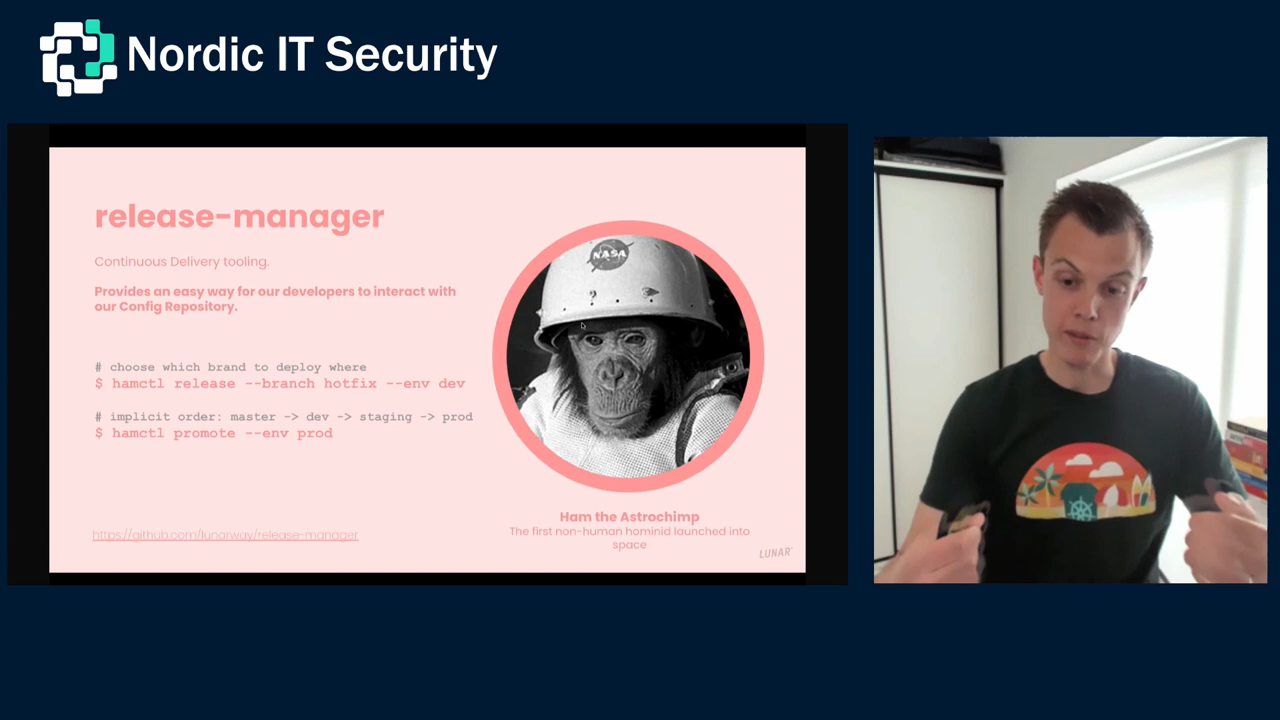 Nordic IT Security
release-manager
Continuous Delivery tooling.
Provides an easy way for our developers to interact with
our Config Repository.
# choose which brand to deploy where
$ hamctl release --branch hotfix --env dev
# implicit order: master -> dev -> staging -> prod
$ hamctl promote --env prod
https://github.com/lunarway/release-manager
NASA
Ham the Astrochimp
The first non-human hominid launched into
space
LUNAR